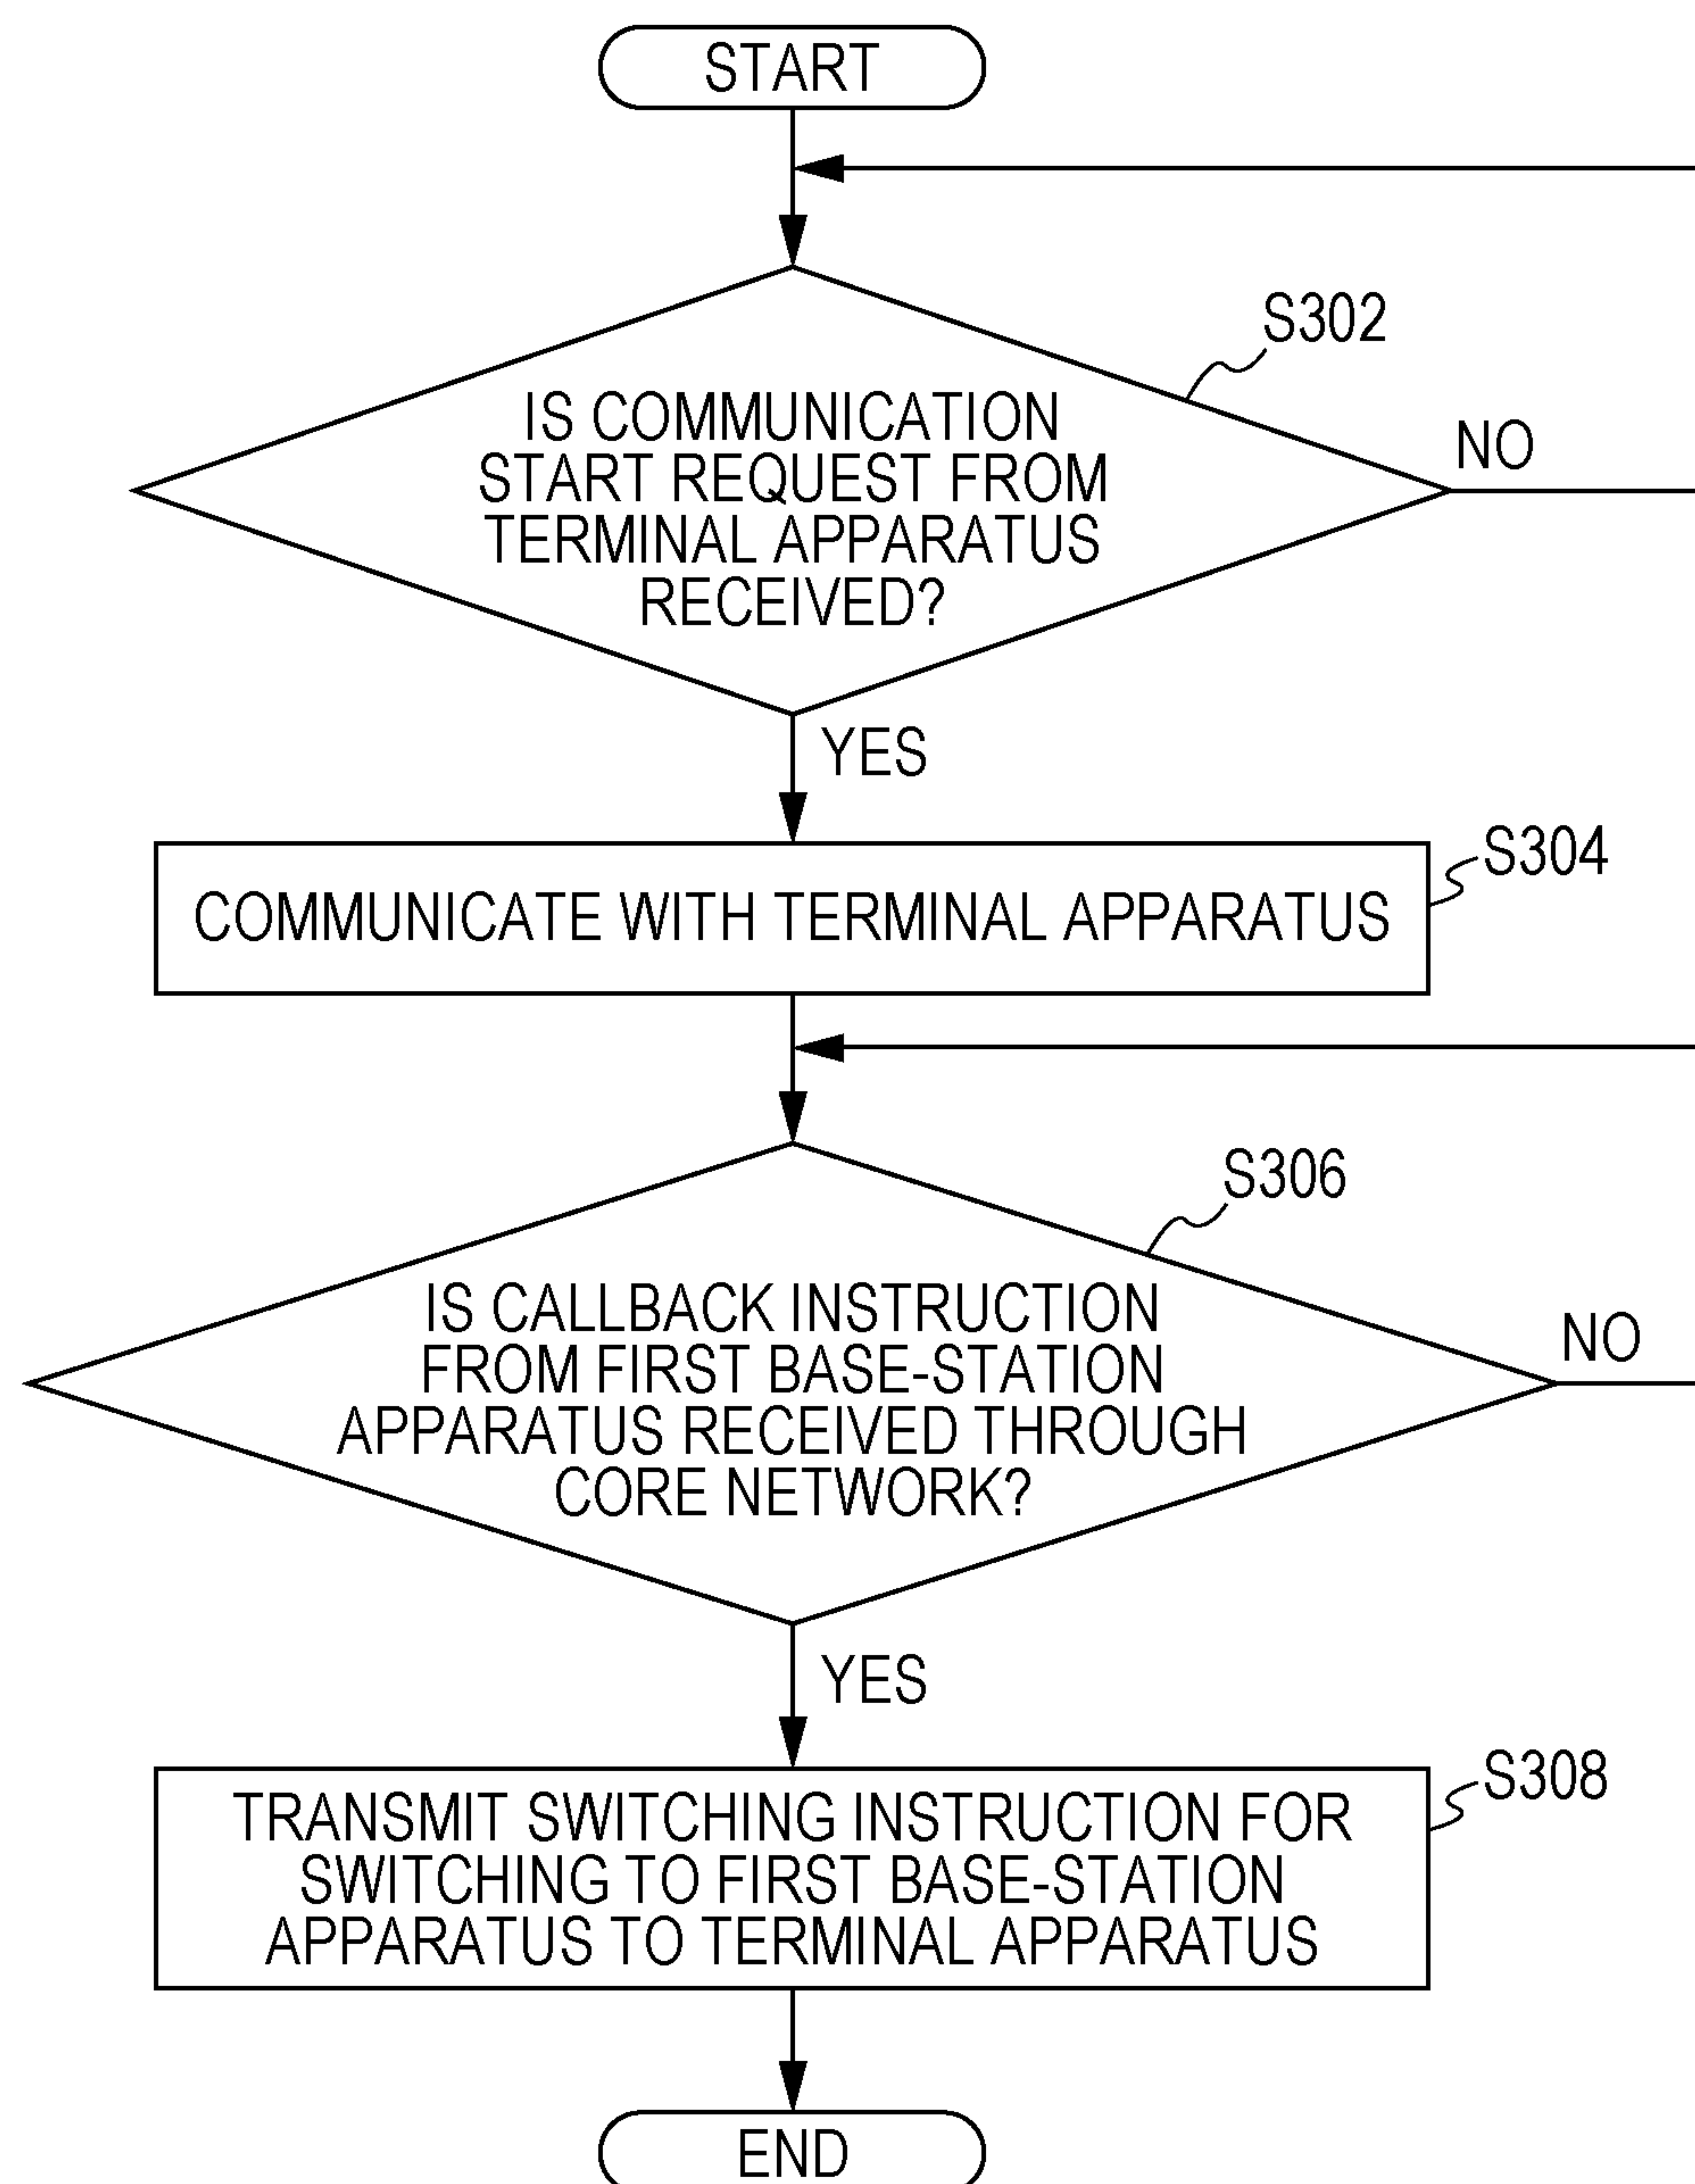 START
S302
IS COMMUNICATION
START REQUEST FROM
TERMINAL APPARATUS
RECEIVED?
NO
YES
S304
COMMUNICATE WITH TERMINAL APPARATUS
S306
IS CALLBACK INSTRUCTION
FROM FIRST BASE-STATION
APPARATUS RECEIVED THROUGH
CORE NETWORK?
NO
YES
S308
TRANSMIT SWITCHING INSTRUCTION FOR
SWITCHING TO FIRST BASE-STATION
APPARATUS TO TERMINAL APPARATUS
END